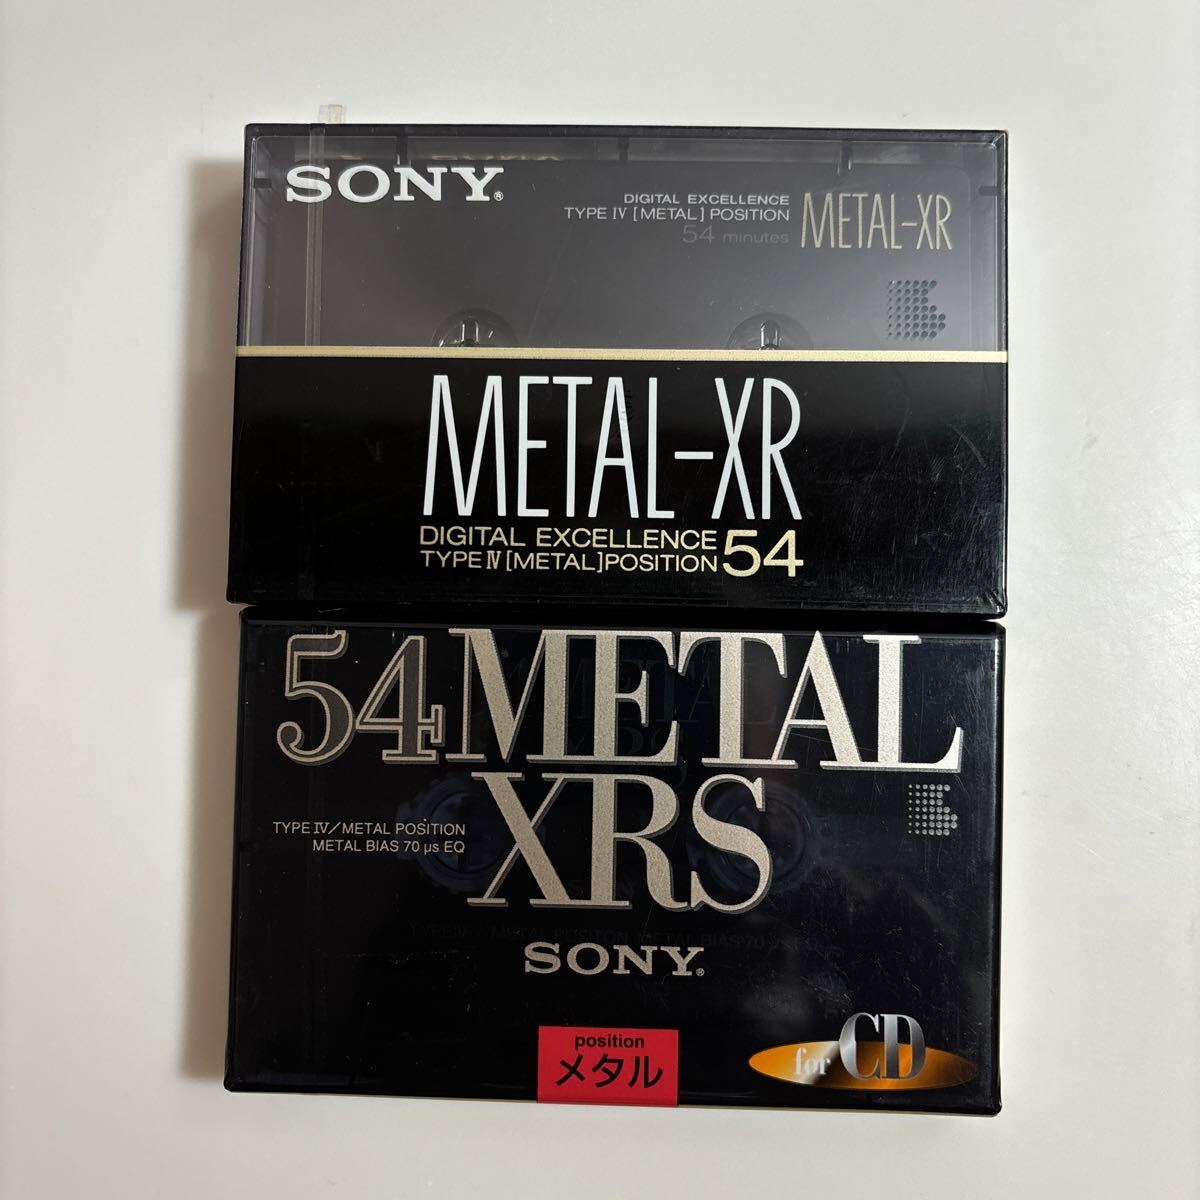 SONY®
DIGITAL EXCELLENCE
TYPE IV [METAL] POSITION
54 minutes
METAL-XR
METAL-XR
DIGITAL EXCELLENCE
TYPE IV [METAL] POSITION 54
54 METAL
XRS
TYPE IV/METAL POSITION
METAL BIAS 70 μs EQ
SONY®
position
メタル
for CD